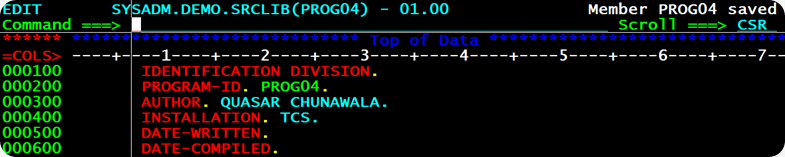 EDIT       SYSADM.DEMO.SRCLIB(PROG04) - 01.00                 Member PROG04 saved
Command ===>                                                  Scroll ===> CSR
****** ***************************** Top of Data ******************************
=COLS> ----+----1----+----2----+----3----+----4----+----5----+----6----+----7--
000100        IDENTIFICATION DIVISION.
000200        PROGRAM-ID. PROG04.
000300        AUTHOR. QUASAR CHUNAWALA.
000400        INSTALLATION. TCS.
000500        DATE-WRITTEN.
000600        DATE-COMPILED.